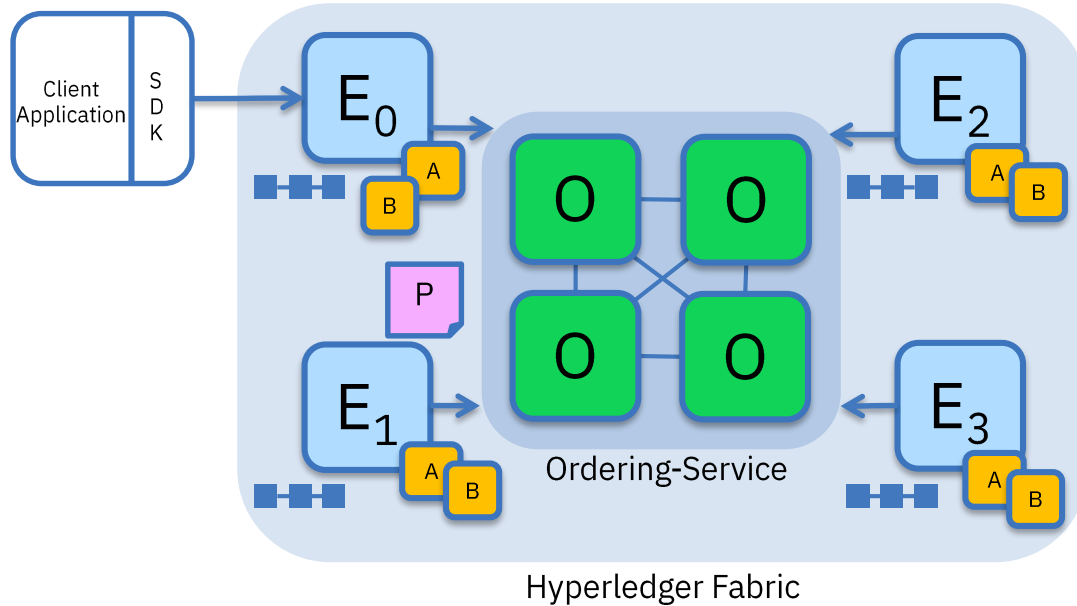 Client
Application
S
D
K
E0
A
B
E2
A
B
O
O
P
O
O
E1
A
B
E3
A
B
Ordering-Service
Hyperledger Fabric